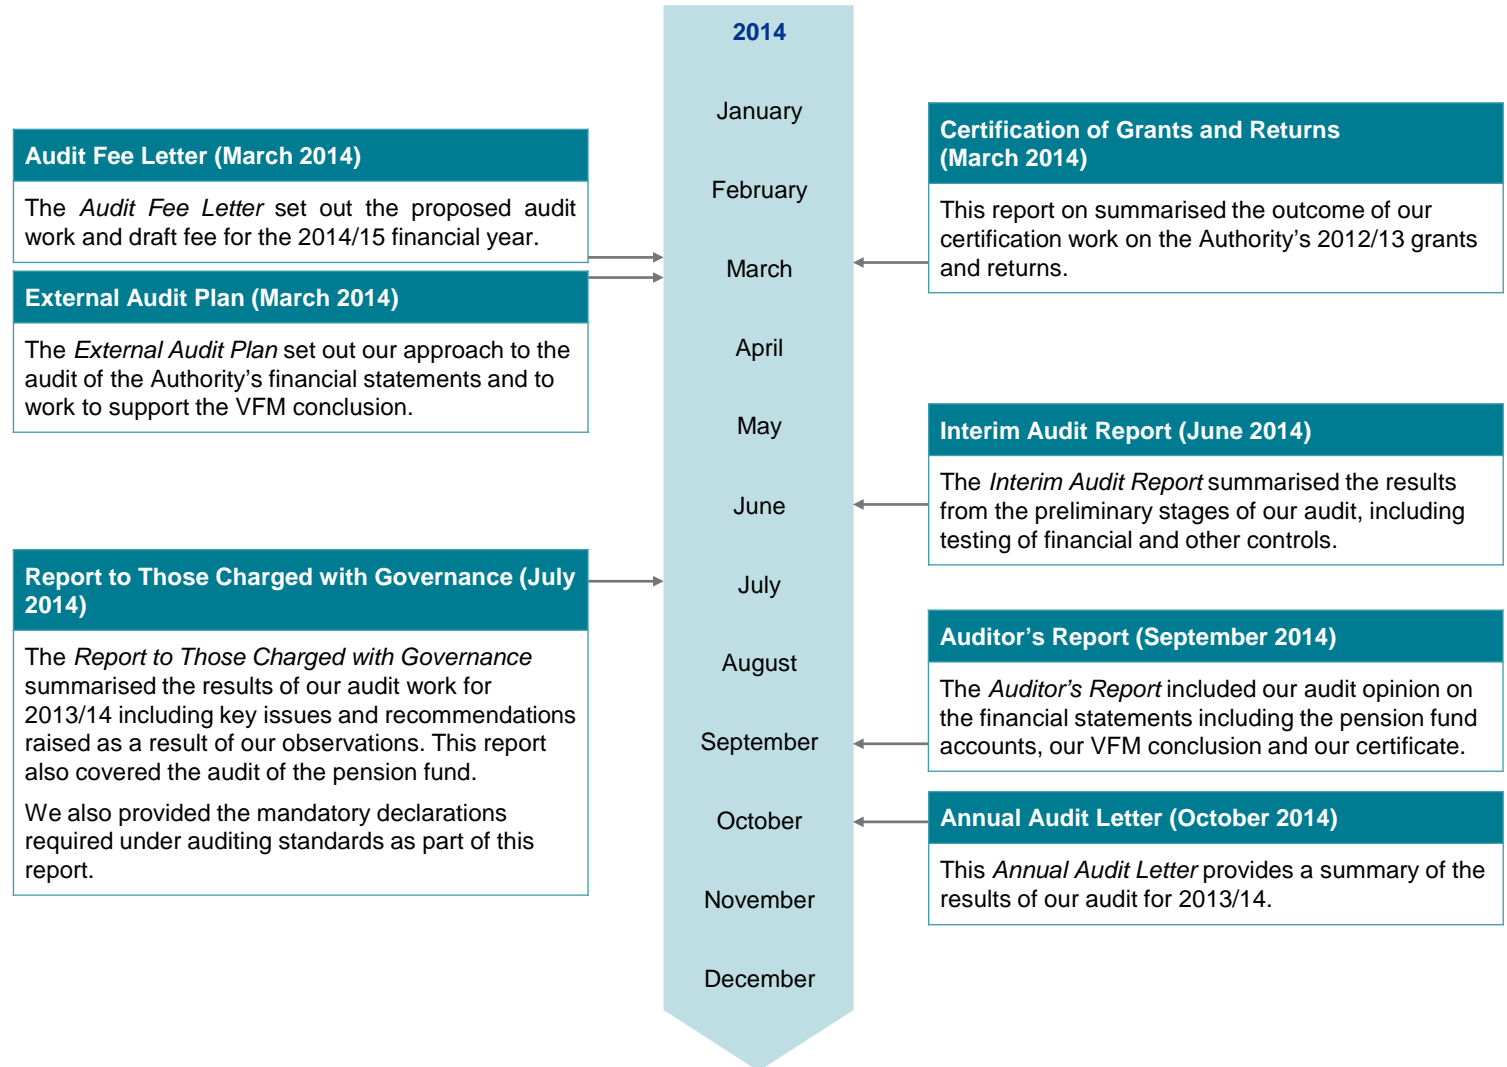 2014
January
February
March
April
May
June
July
August
September
October
November
December
Audit Fee Letter (March 2014)
The Audit Fee Letter set out the proposed audit
work and draft fee for the 2014/15 financial year.
External Audit Plan (March 2014)
The External Audit Plan set out our approach to the
audit of the Authority’s financial statements and to
work to support the VFM conclusion.
Report to Those Charged with Governance (July
2014)
The Report to Those Charged with Governance
summarised the results of our audit work for
2013/14 including key issues and recommendations
raised as a result of our observations. This report
also covered the audit of the pension fund.
We also provided the mandatory declarations
required under auditing standards as part of this
report.
Certification of Grants and Returns
(March 2014)
This report on summarised the outcome of our
certification work on the Authority’s 2012/13 grants
and returns.
Interim Audit Report (June 2014)
The Interim Audit Report summarised the results
from the preliminary stages of our audit, including
testing of financial and other controls.
Auditor’s Report (September 2014)
The Auditor’s Report included our audit opinion on
the financial statements including the pension fund
accounts, our VFM conclusion and our certificate.
Annual Audit Letter (October 2014)
This Annual Audit Letter provides a summary of the
results of our audit for 2013/14.